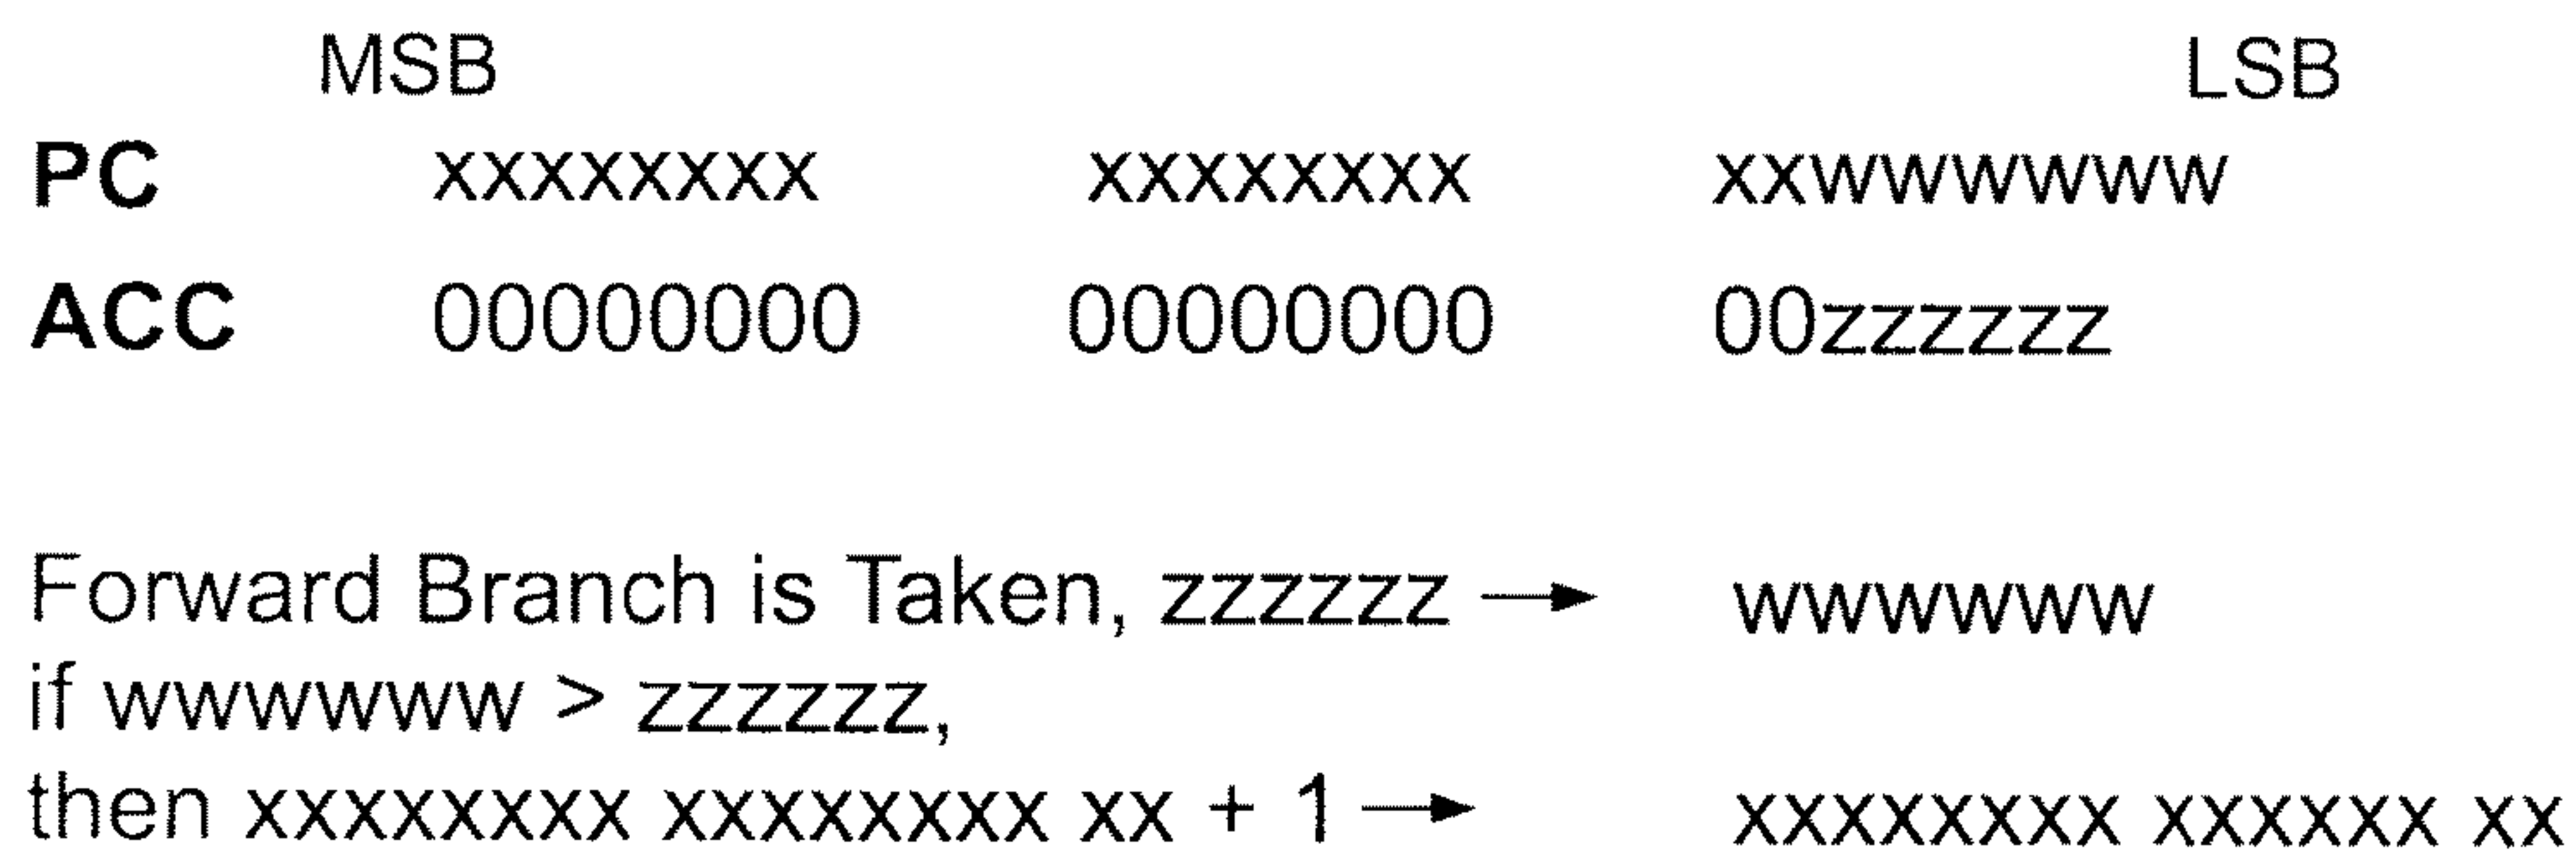 MSB LSB
PC xxxxxxxx xxxxxxxx xxwwwwww
ACC 00000000 00000000 00zzzzzz
Forward Branch is Taken, zzzzzz → wwwwww
if wwwwww > zzzzzz,
then xxxxxxxx xxxxxxxx xx + 1 → xxxxxxxx xxxxxx xx